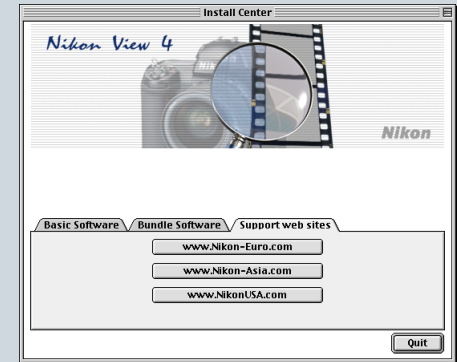 Install Center
Nikon View 4
Nikon
Basic Software Bundle Software Support web sites
www.Nikon-Euro.com
www.Nikon-Asia.com
www.NikonUSA.com
Quit